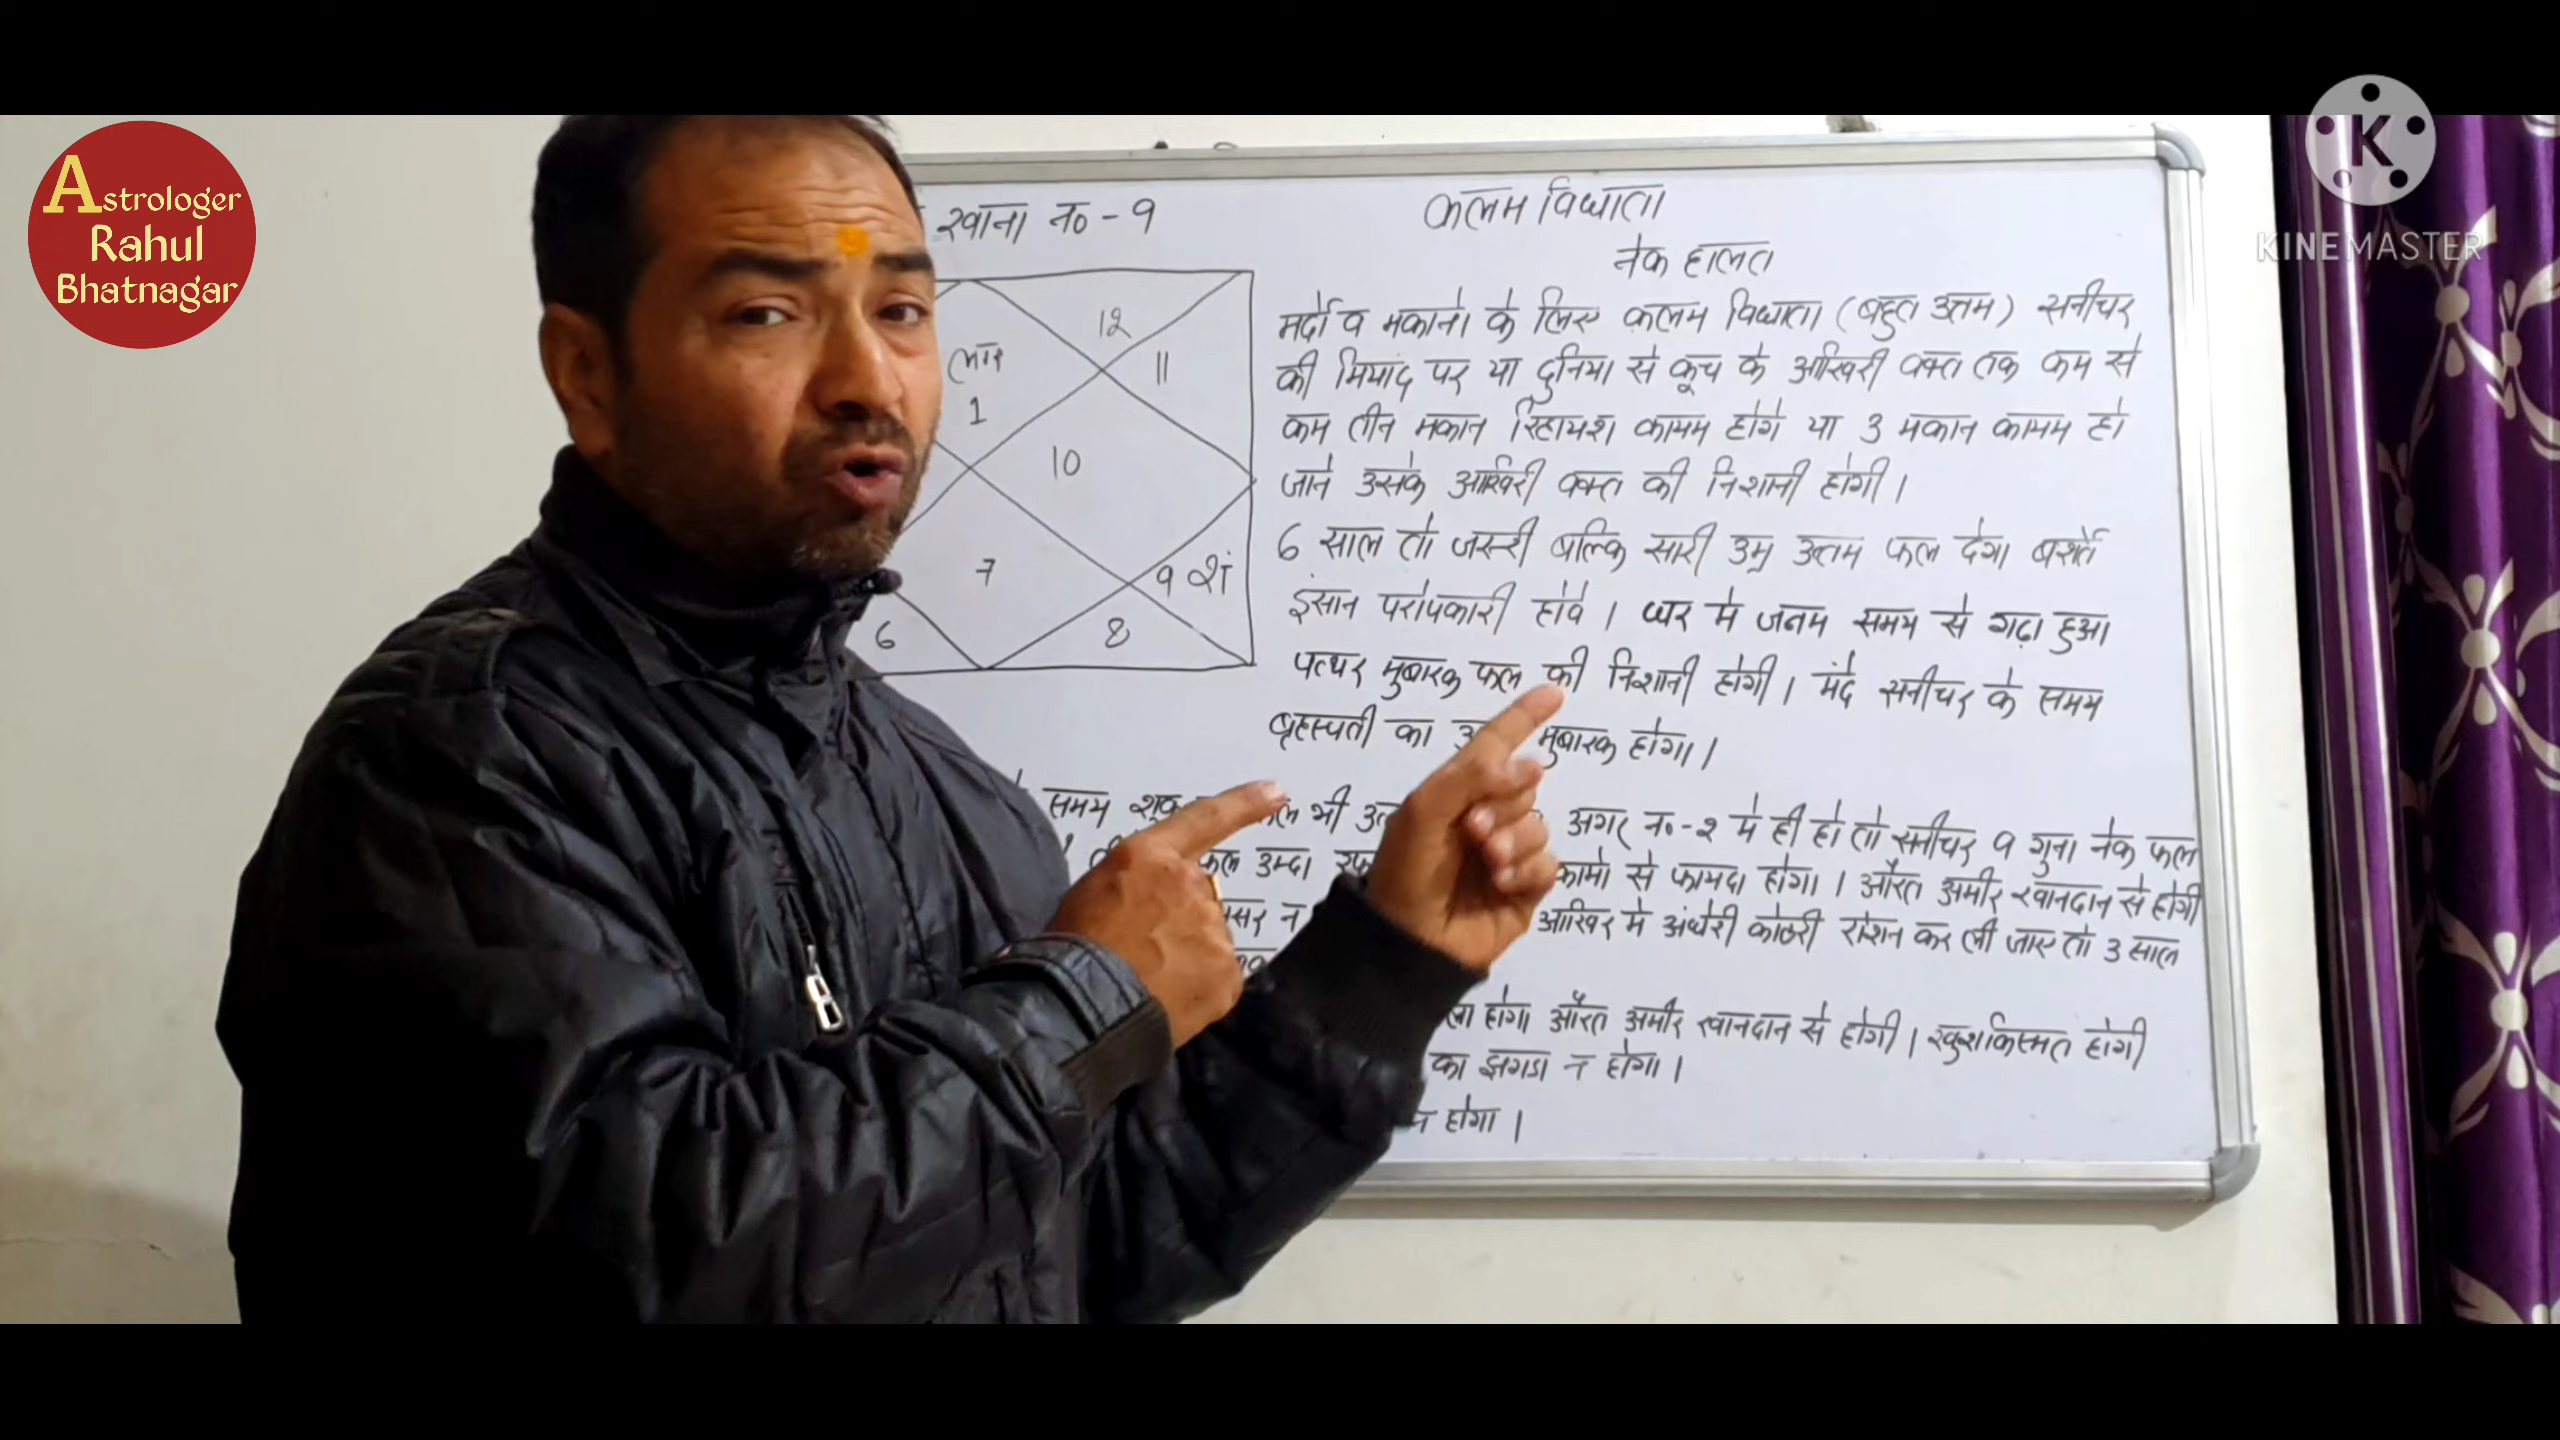 Astrologer
Rahul
Bhatnagar
K
KINEMASTER
खाना न० - 9
कलम विधाता
नेक हालत
लग्न
1
12
11
10
7
9 श
8
6
मर्दो व मकानो के लिए कलम विधाता (बहुत उत्तम) सनीचर
की मियांद पर या दुनिया से कूच के आखिरी वक्त तक कम से
कम तीन मकान रिहायश कायम होगे या 3 मकान कायम हो
जाने उसके आखिरी वक्त की निशानी होगी।
6 साल तो जरूरी बल्कि सारी उम्र उत्तम फल देगा बशर्ते
इंसान परोपकारी होवे। घर मे जनम समय से गढ़ा हुआ
पत्थर मुबारक फल की निशानी होगी। मंदे सनीचर के समय
बृहस्पती का मुबारक होगा।
समय भी अगर न०-२ मे ही हो तो सनीचर 9 गुना नेक फल
फल उम्दा कामो से फायदा होगा। औरत अमीर खानदान से होगी
न आखिर मे अंधेरी कोठरी रोशन कर ली जाए तो 3 साल
होगा औरत अमीर खानदान से होगी। खुशकिस्मत होगी
का झगडा न होगा।
न होगा।